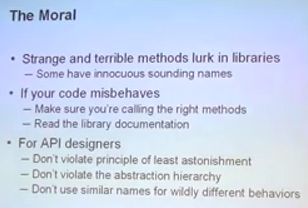 The Moral
• Strange and terrible methods lurk in libraries
– Some have innocuous sounding names
• If your code misbehaves
– Make sure you're calling the right methods
– Read the library documentation
• For API designers
– Don't violate principle of least astonishment
– Don't violate the abstraction hierarchy
– Don't use similar names for wildly different behaviors